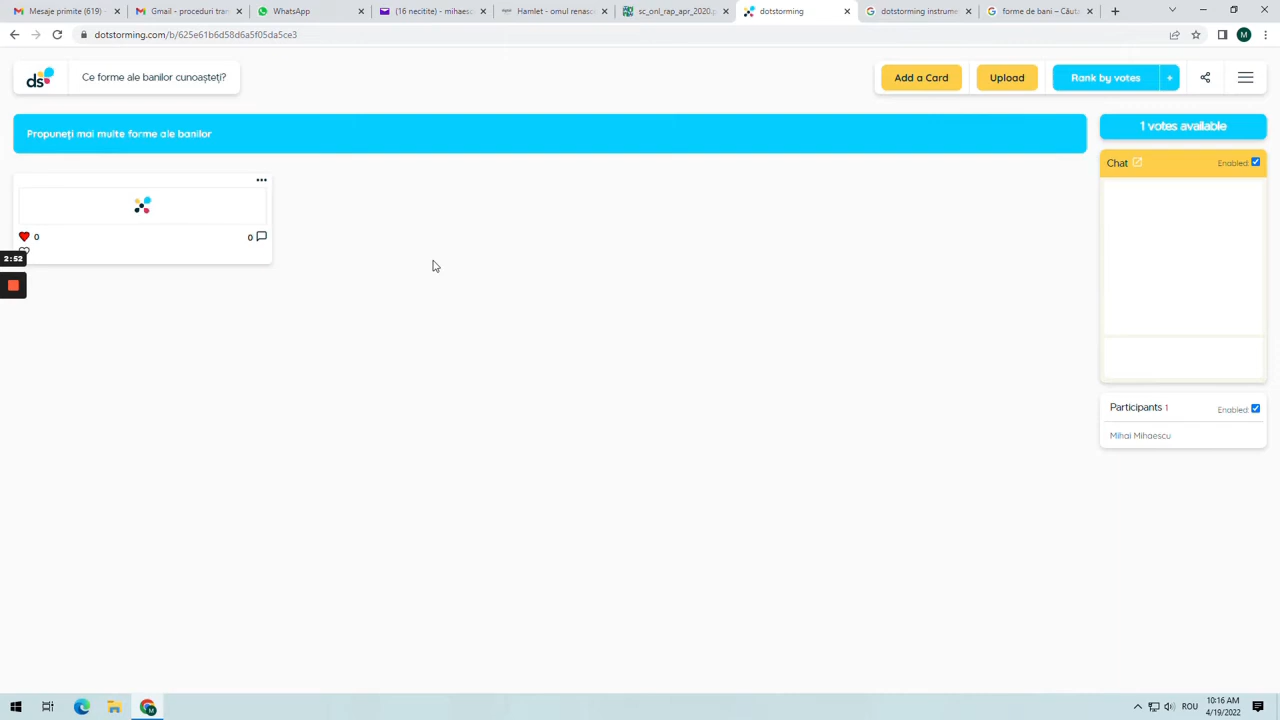 Mesaje primite (619) -
Gmail - proceduri tran
WhatsApp
(16 necitite) - mihaesc
Hamlet - omul renasc
sc_onl_rap_apr_2020.p
dotstorming
dotstorming instrume
forme de bani – Căuta
dotstorming.com/b/625e61b6d58d6a5f05da5ce3
M
ds
Ce forme ale banilor cunoașteți?
Add a Card
Upload
Rank by votes
+
Propuneți mai multe forme ale banilor
1 votes available
Chat
Enabled
0
0
2:52
Participants 1
Enabled
Mihai Mihaescu
ROU
10:16 AM
4/19/2022